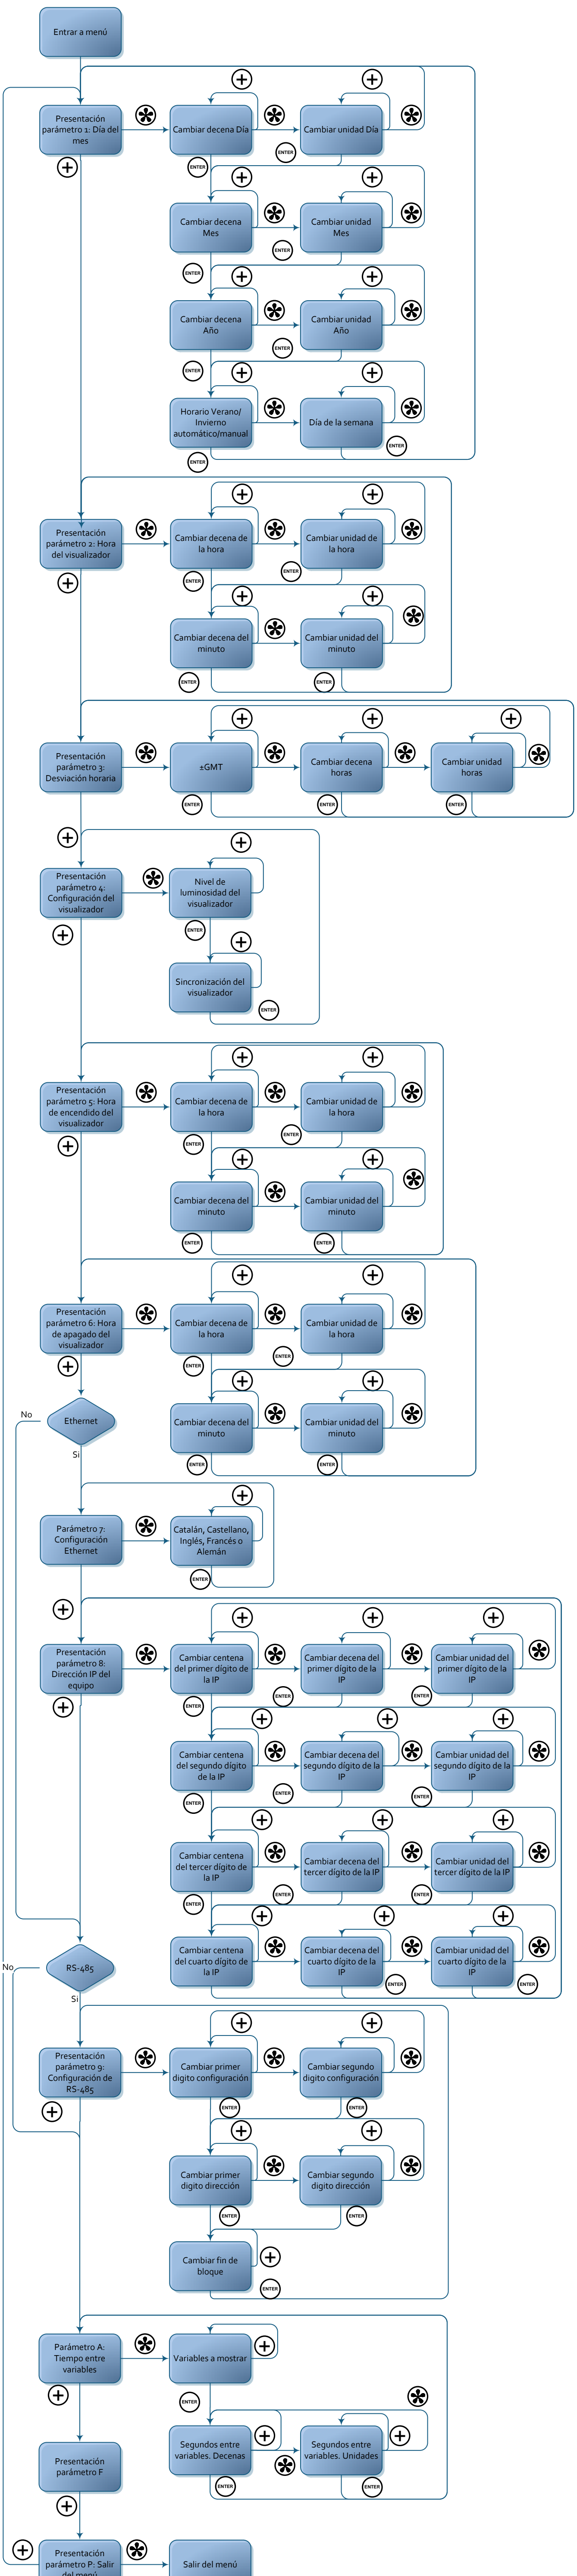 Entrar a menú
Presentación
parámetro 1: Día del
mes
Cambiar decena Día
Cambiar unidad Día
ENTER
ENTER
Cambiar decena
Mes
Cambiar unidad
Mes
ENTER
ENTER
Cambiar decena
Año
Cambiar unidad
Año
ENTER
ENTER
Horario Verano/
Invierno
automático/manual
Día de la semana
ENTER
ENTER
Presentación
parámetro 2: Hora
del visualizador
Cambiar decena de
la hora
Cambiar unidad de
la hora
ENTER
ENTER
Cambiar decena del
minuto
Cambiar unidad del
minuto
ENTER
ENTER
Presentación
parámetro 3:
Desviación horaria
±GMT
Cambiar decena
horas
Cambiar unidad
horas
ENTER
ENTER
ENTER
Presentación
parámetro 4:
Configuración del
visualizador
Nivel de
luminosidad del
visualizador
ENTER
Sincronización del
visualizador
ENTER
Presentación
parámetro 5: Hora
de encendido del
visualizador
Cambiar decena de
la hora
Cambiar unidad de
la hora
ENTER
ENTER
Cambiar decena del
minuto
Cambiar unidad del
minuto
ENTER
ENTER
Presentación
parámetro 6: Hora
de apagado del
visualizador
Cambiar decena de
la hora
Cambiar unidad de
la hora
ENTER
ENTER
Cambiar decena del
minuto
Cambiar unidad del
minuto
ENTER
ENTER
No
Ethernet
Si
Parámetro 7:
Configuración
Ethernet
Catalán, Castellano,
Inglés, Francés o
Alemán
ENTER
Presentación
parámetro 8:
Dirección IP del
equipo
Cambiar centena
del primer dígito de
la IP
Cambiar decena del
primer dígito de la
IP
Cambiar unidad del
primer dígito de la
IP
ENTER
ENTER
ENTER
Cambiar centena
del segundo dígito
de la IP
Cambiar decena del
segundo dígito de la
IP
Cambiar unidad del
segundo dígito de la
IP
ENTER
ENTER
ENTER
Cambiar centena
del tercer dígito de
la IP
Cambiar decena del
tercer dígito de la IP
Cambiar unidad del
tercer dígito de la IP
ENTER
ENTER
ENTER
Cambiar centena
del cuarto dígito de
la IP
Cambiar decena del
cuarto dígito de la
IP
Cambiar unidad del
cuarto dígito de la
IP
ENTER
ENTER
No
RS-485
Si
Presentación
parámetro 9:
Configuración de
RS-485
Cambiar primer
digito configuración
Cambiar segundo
digito configuración
ENTER
ENTER
Cambiar primer
digito dirección
Cambiar segundo
digito dirección
ENTER
ENTER
Cambiar fin de
bloque
ENTER
Parámetro A:
Tiempo entre
variables
Variables a mostrar
ENTER
Segundos entre
variables. Decenas
Segundos entre
variables. Unidades
ENTER
ENTER
Presentación
parámetro F
Presentación
parámetro P: Salir
del menú
Salir del menú